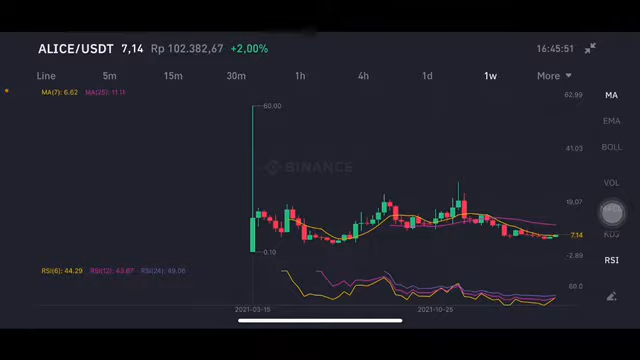 ALICE/USDT 7,14 Rp 102.382,67 +2,00% 16:45:51
Line 5m 15m 30m 1h 4h 1d 1w More
MA(7): 6.62 MA(25): 11.11
62.99
MA
60.00
EMA
41.03
BOLL
BINANCE
VOL
19.07
7.14
KDJ
0.10
-2.89
RSI
RSI(6): 44.29 RSI(12): 43.67 RSI(24): 49.06
60.0
2021-03-15 2021-10-25